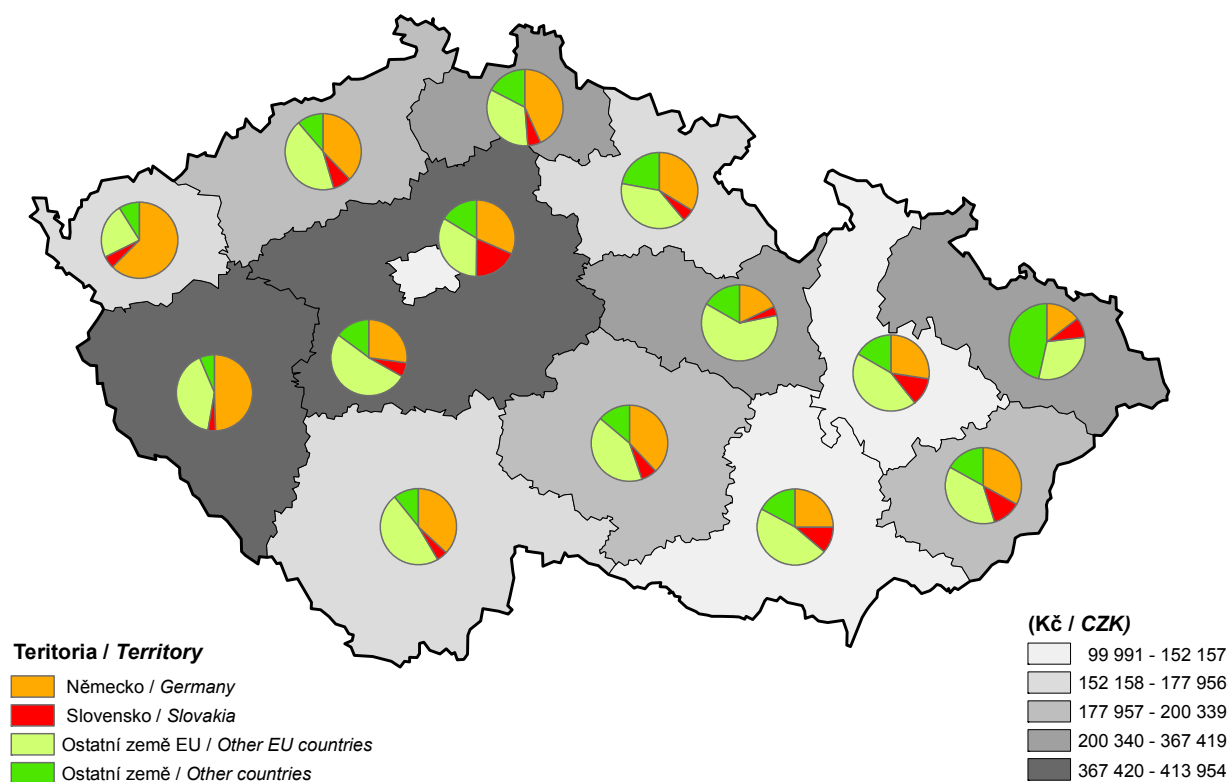 Teritoria / Territory
Německo / Germany
Slovensko / Slovakia
Ostatní země EU / Other EU countries
Ostatní země / Other countries
(Kč / CZK)
99 991 - 152 157
152 158 - 177 956
177 957 - 200 339
200 340 - 367 419
367 420 - 413 954